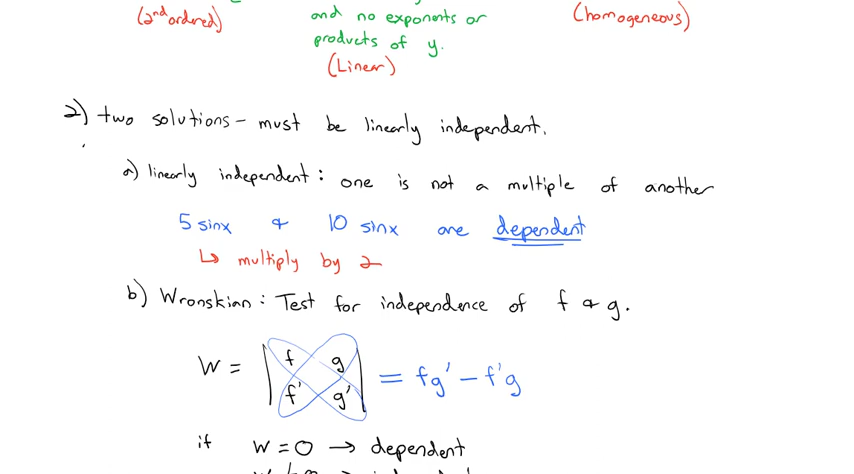 and no exponents or
(2nd ordered) products of y. (homogeneous)
(Linear)
2) two solutions - must be linearly independent.
a) linearly independent: one is not a multiple of another
5 sinx & 10 sinx are dependent
↳ multiply by 2
b) Wronskian: Test for independence of f & g.
W = | f g |
| f' g' | = fg' - f'g
if W = 0 → dependent